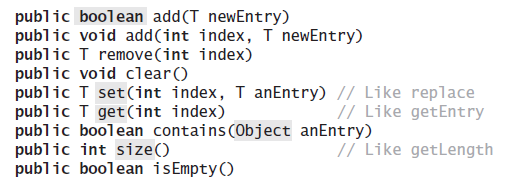 public boolean add(T newEntry)
public void add(int index, T newEntry)
public T remove(int index)
public void clear()
public T set(int index, T anEntry) // Like replace
public T get(int index) // Like getEntry
public boolean contains(Object anEntry)
public int size() // Like getLength
public boolean isEmpty()